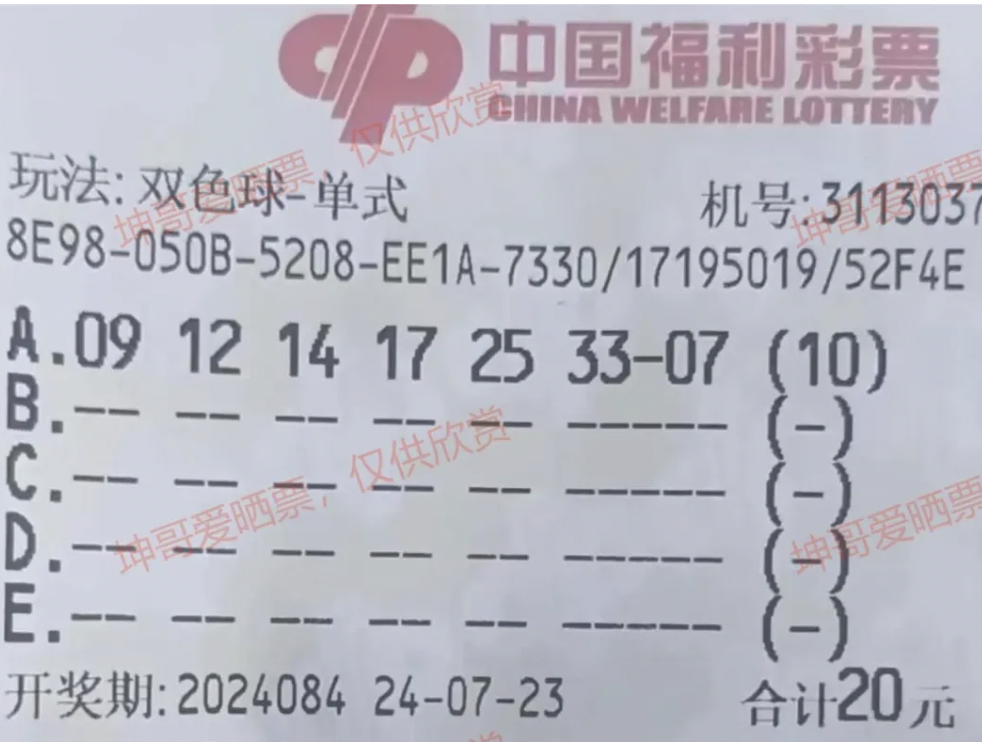 中国福利彩票
CHINA WELFARE LOTTERY
玩法:双色球-单式 机号:3113037
8E98-050B-5208-EE1A-7330/17195019/52F4E
A.09 12 14 17 25 33-07 (10)
B.-- -- -- -- -- ----- (-)
C.-- -- -- -- -- ----- (-)
D.-- -- -- -- -- ----- (-)
E.-- -- -- -- -- ----- (-)
开奖期:2024084 24-07-23 合计20元
坤哥爱晒票,仅供欣赏
坤哥爱晒票
坤哥爱晒票,仅供欣赏
坤哥爱晒票